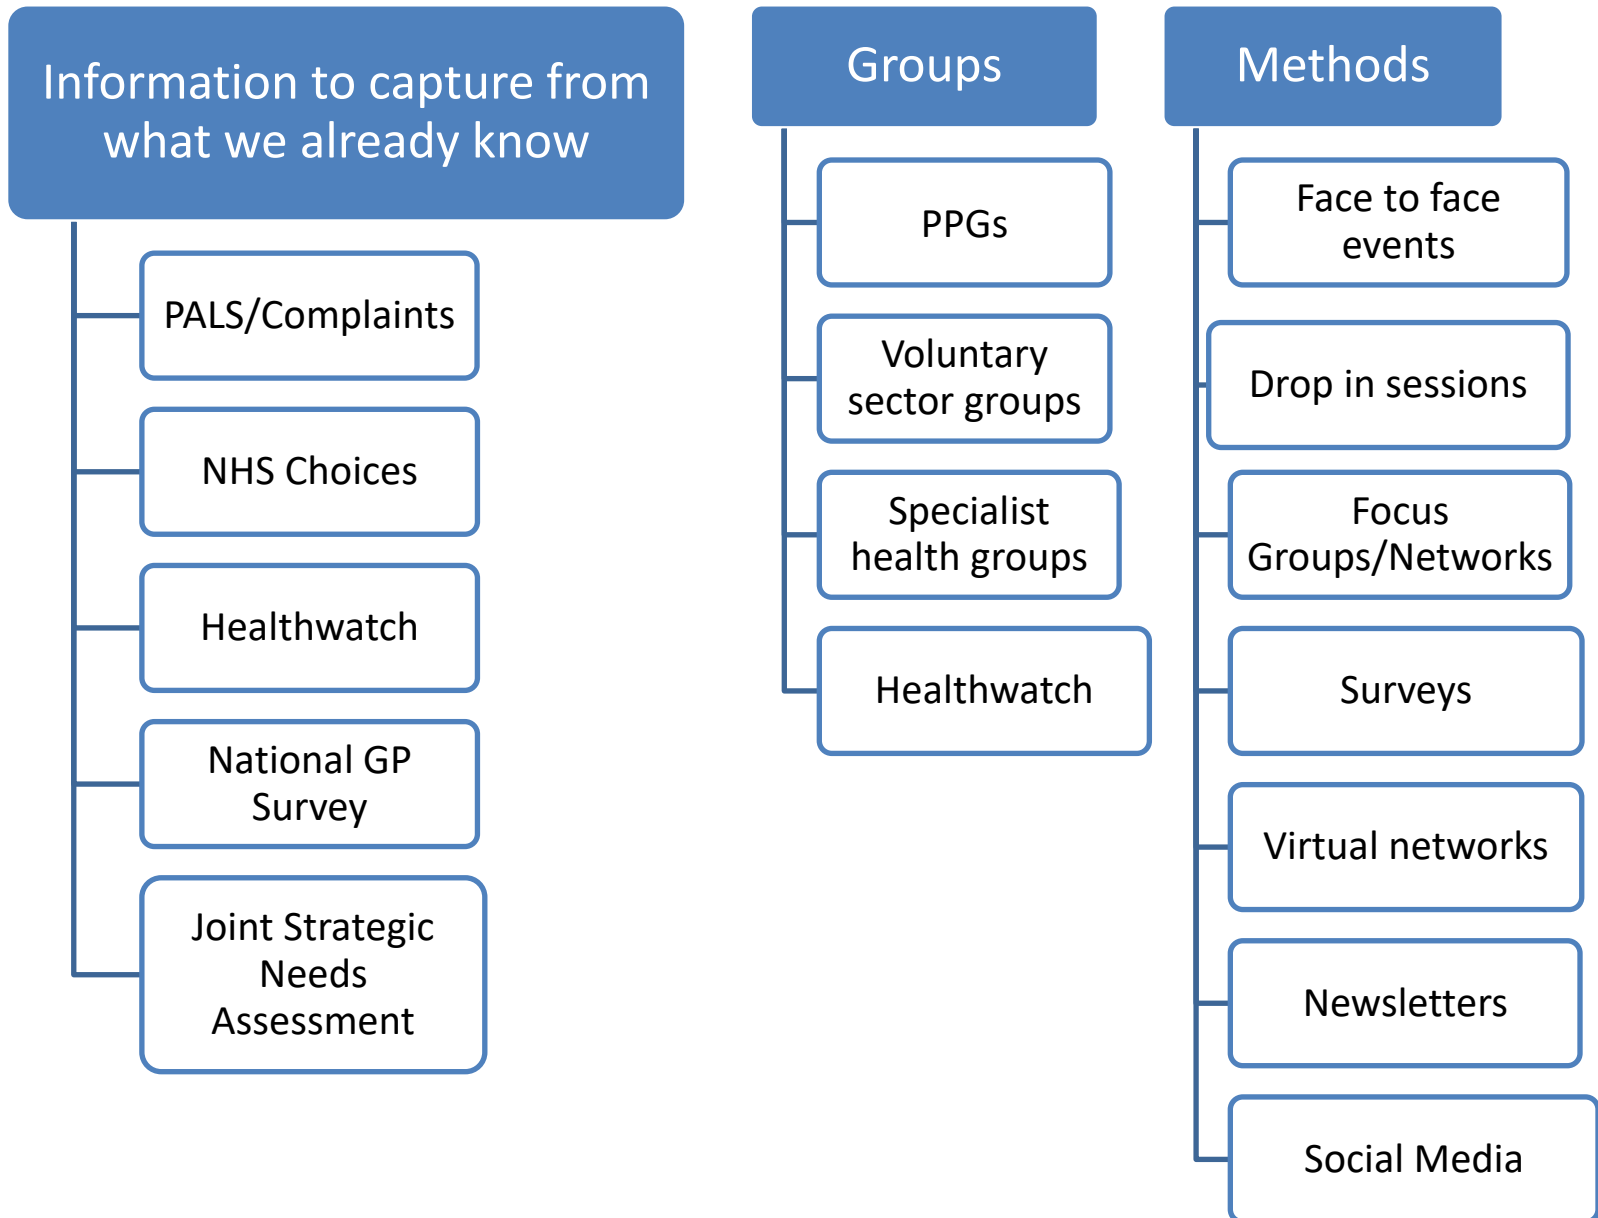 Information to capture from
what we already know
PALS/Complaints
NHS Choices
Healthwatch
National GP
Survey
Joint Strategic
Needs
Assessment
Groups
PPGs
Voluntary
sector groups
Specialist
health groups
Healthwatch
Methods
Face to face
events
Drop in sessions
Focus
Groups/Networks
Surveys
Virtual networks
Newsletters
Social Media